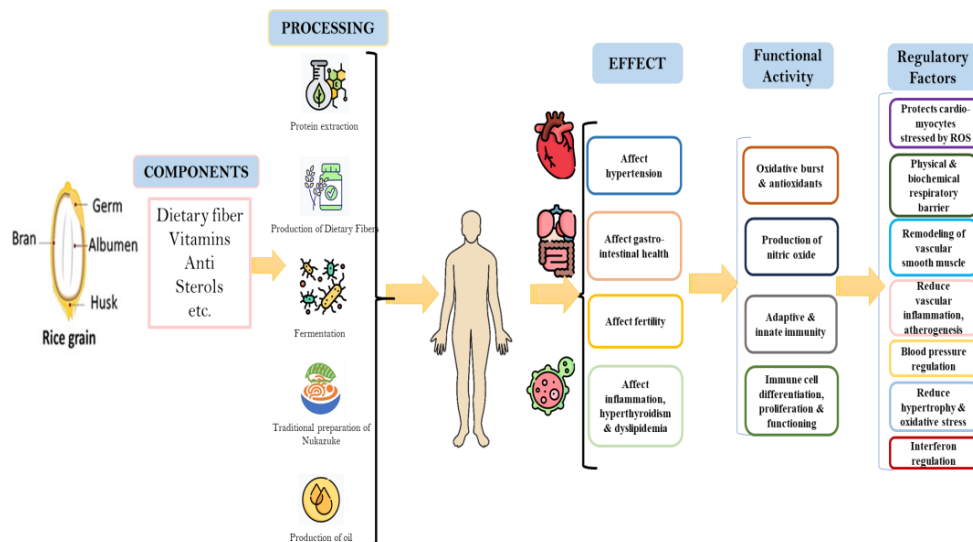 Germ
Bran
Albumen
Husk
Rice grain
COMPONENTS
Dietary fiber
Vitamins
Anti
Sterols
etc.
PROCESSING
Protein extraction
Production of Dietary Fibers
Fermentation
Traditional preparation of
Nukazuke
Production of oil
EFFECT
Affect
hypertension
Affect gastro-
intestinal health
Affect fertility
Affect
inflammation,
hyperthyroidism
& dyslipidemia
Functional
Activity
Oxidative burst
& antioxidants
Production of
nitric oxide
Adaptive &
innate immunity
Immune cell
differentiation,
proliferation &
functioning
Regulatory
Factors
Protects cardio-
myocytes
stressed by ROS
Physical &
biochemical
respiratory
barrier
Remodeling of
vascular
smooth muscle
Reduce
vascular
inflammation,
atherogenesis
Blood pressure
regulation
Reduce
hypertrophy &
oxidative stress
Interferon
regulation